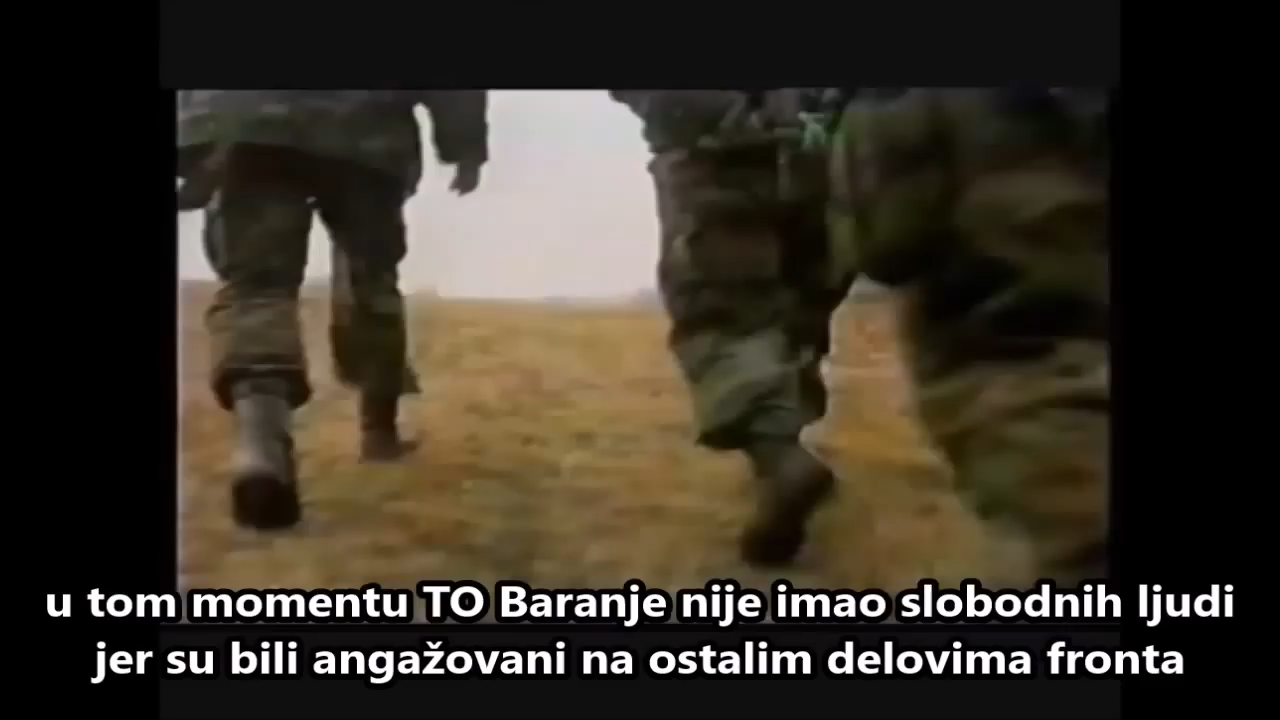 u tom momentu TO Baranje nije imao slobodnih ljudi
jer su bili angažovani na ostalim delovima fronta